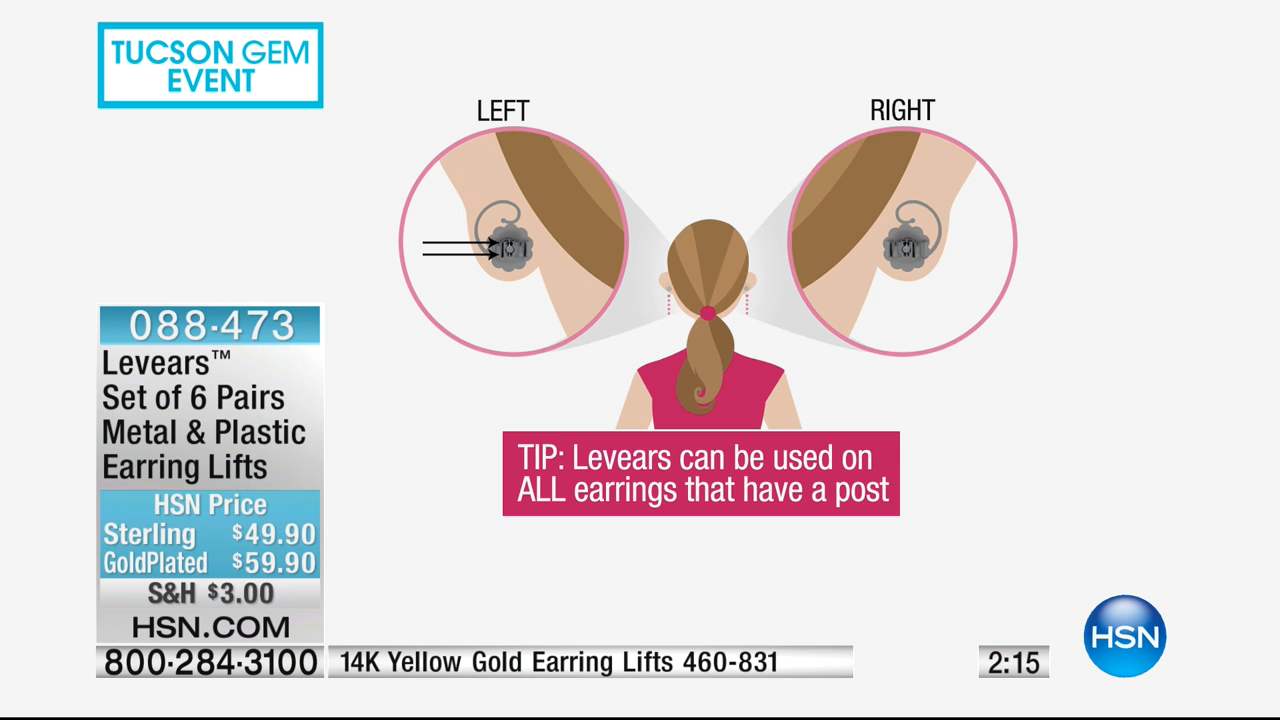 TUCSON GEM
EVENT
LEFT
RIGHT
088·473
Levears™
Set of 6 Pairs
Metal & Plastic
Earring Lifts
HSN Price
Sterling $49.90
GoldPlated $59.90
S&H $3.00
HSN.COM
800·284·3100
TIP: Levears can be used on
ALL earrings that have a post
14K Yellow Gold Earring Lifts 460-831
2:15
HSN